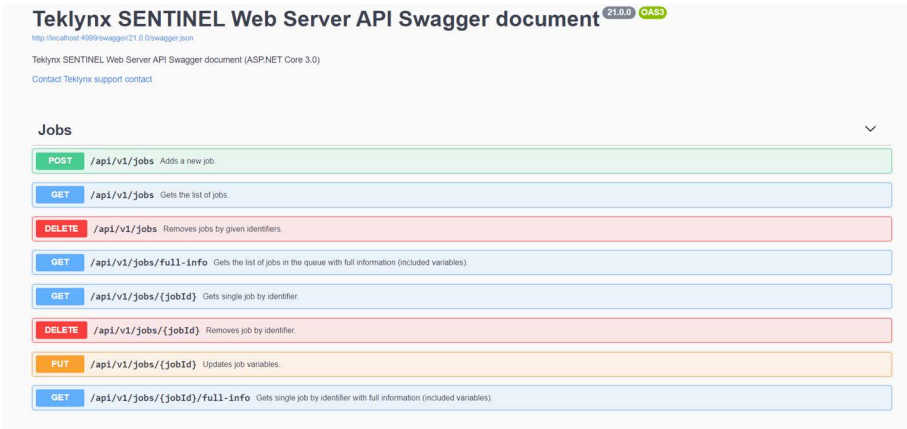 Teklynx SENTINEL Web Server API Swagger document 21.0.0 OAS3
http://localhost:4999/swagger/21.0.0/swagger.json
Teklynx SENTINEL Web Server API Swagger document (ASP.NET Core 3.0)
Contact Teklynx support contact
Jobs
POST /api/v1/jobs Adds a new job.
GET /api/v1/jobs Gets the list of jobs.
DELETE /api/v1/jobs Removes jobs by given identifiers.
GET /api/v1/jobs/full-info Gets the list of jobs in the queue with full information (included variables).
GET /api/v1/jobs/{jobId} Gets single job by identifier.
DELETE /api/v1/jobs/{jobId} Removes job by identifier.
PUT /api/v1/jobs/{jobId} Updates job variables.
GET /api/v1/jobs/{jobId}/full-info Gets single job by identifier with full information (included variables).